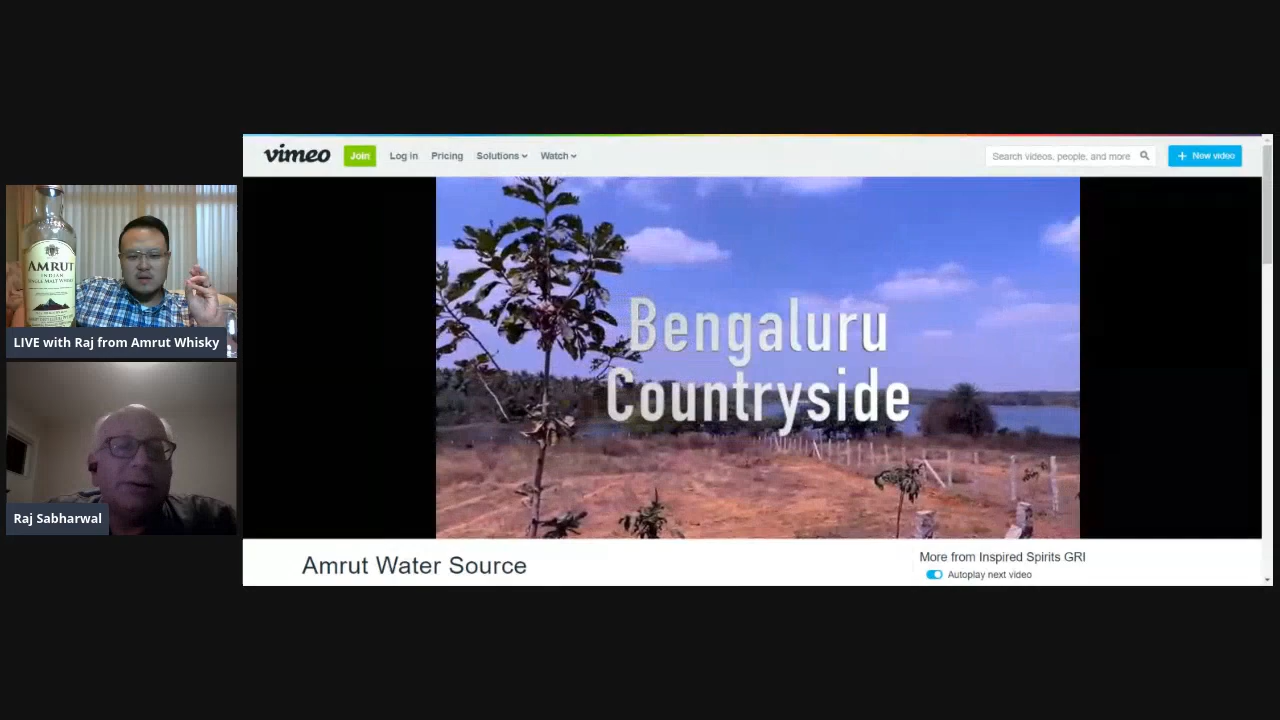 vimeo Join Log in Pricing Solutions Watch Search videos, people, and more New video
AMRUT
INDIAN
SINGLE MALT WHISKY
LIVE with Raj from Amrut Whisky
Raj Sabharwal
Bengaluru
Countryside
Amrut Water Source
More from Inspired Spirits GRI
Autoplay next video